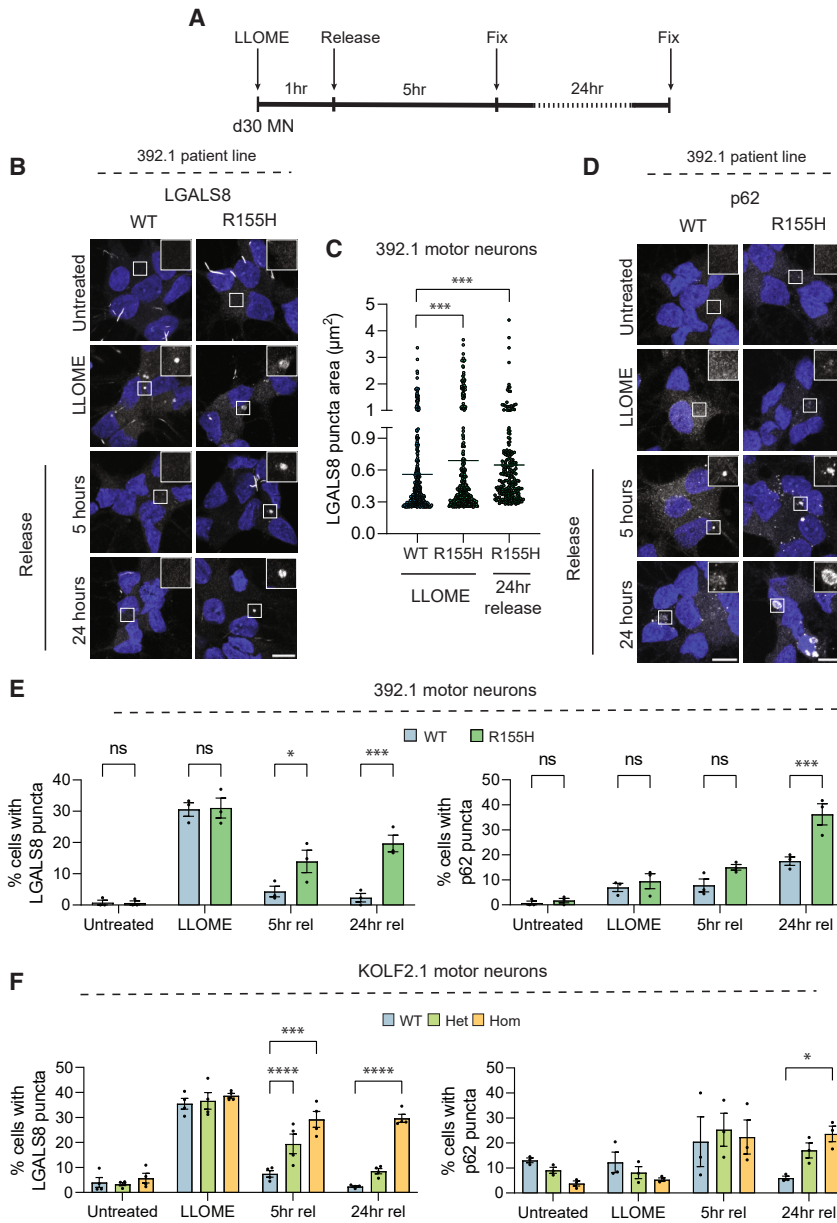 A
LLOME
Release
Fix
Fix
1hr
5hr
24hr
d30 MN
B
392.1 patient line
LGALS8
WT
R155H
Untreated
LLOME
Release
5 hours
24 hours
C
392.1 motor neurons
***
***
LGALS8 puncta area (µm²)
5
4
3
2
1
0.9
0.6
0.3
0.0
WT
R155H
R155H
LLOME
24hr
release
D
392.1 patient line
p62
WT
R155H
Untreated
LLOME
Release
5 hours
24 hours
E
392.1 motor neurons
WT
R155H
% cells with
LGALS8 puncta
40
30
20
10
0
ns
ns
*
***
Untreated
LLOME
5hr rel
24hr rel
% cells with
p62 puncta
50
40
30
20
10
0
ns
ns
ns
***
Untreated
LLOME
5hr rel
24hr rel
F
KOLF2.1 motor neurons
WT
Het
Hom
% cells with
LGALS8 puncta
50
40
30
20
10
0
***
****
****
Untreated
LLOME
5hr rel
24hr rel
% cells with
p62 puncta
50
40
30
20
10
0
*
Untreated
LLOME
5hr rel
24hr rel